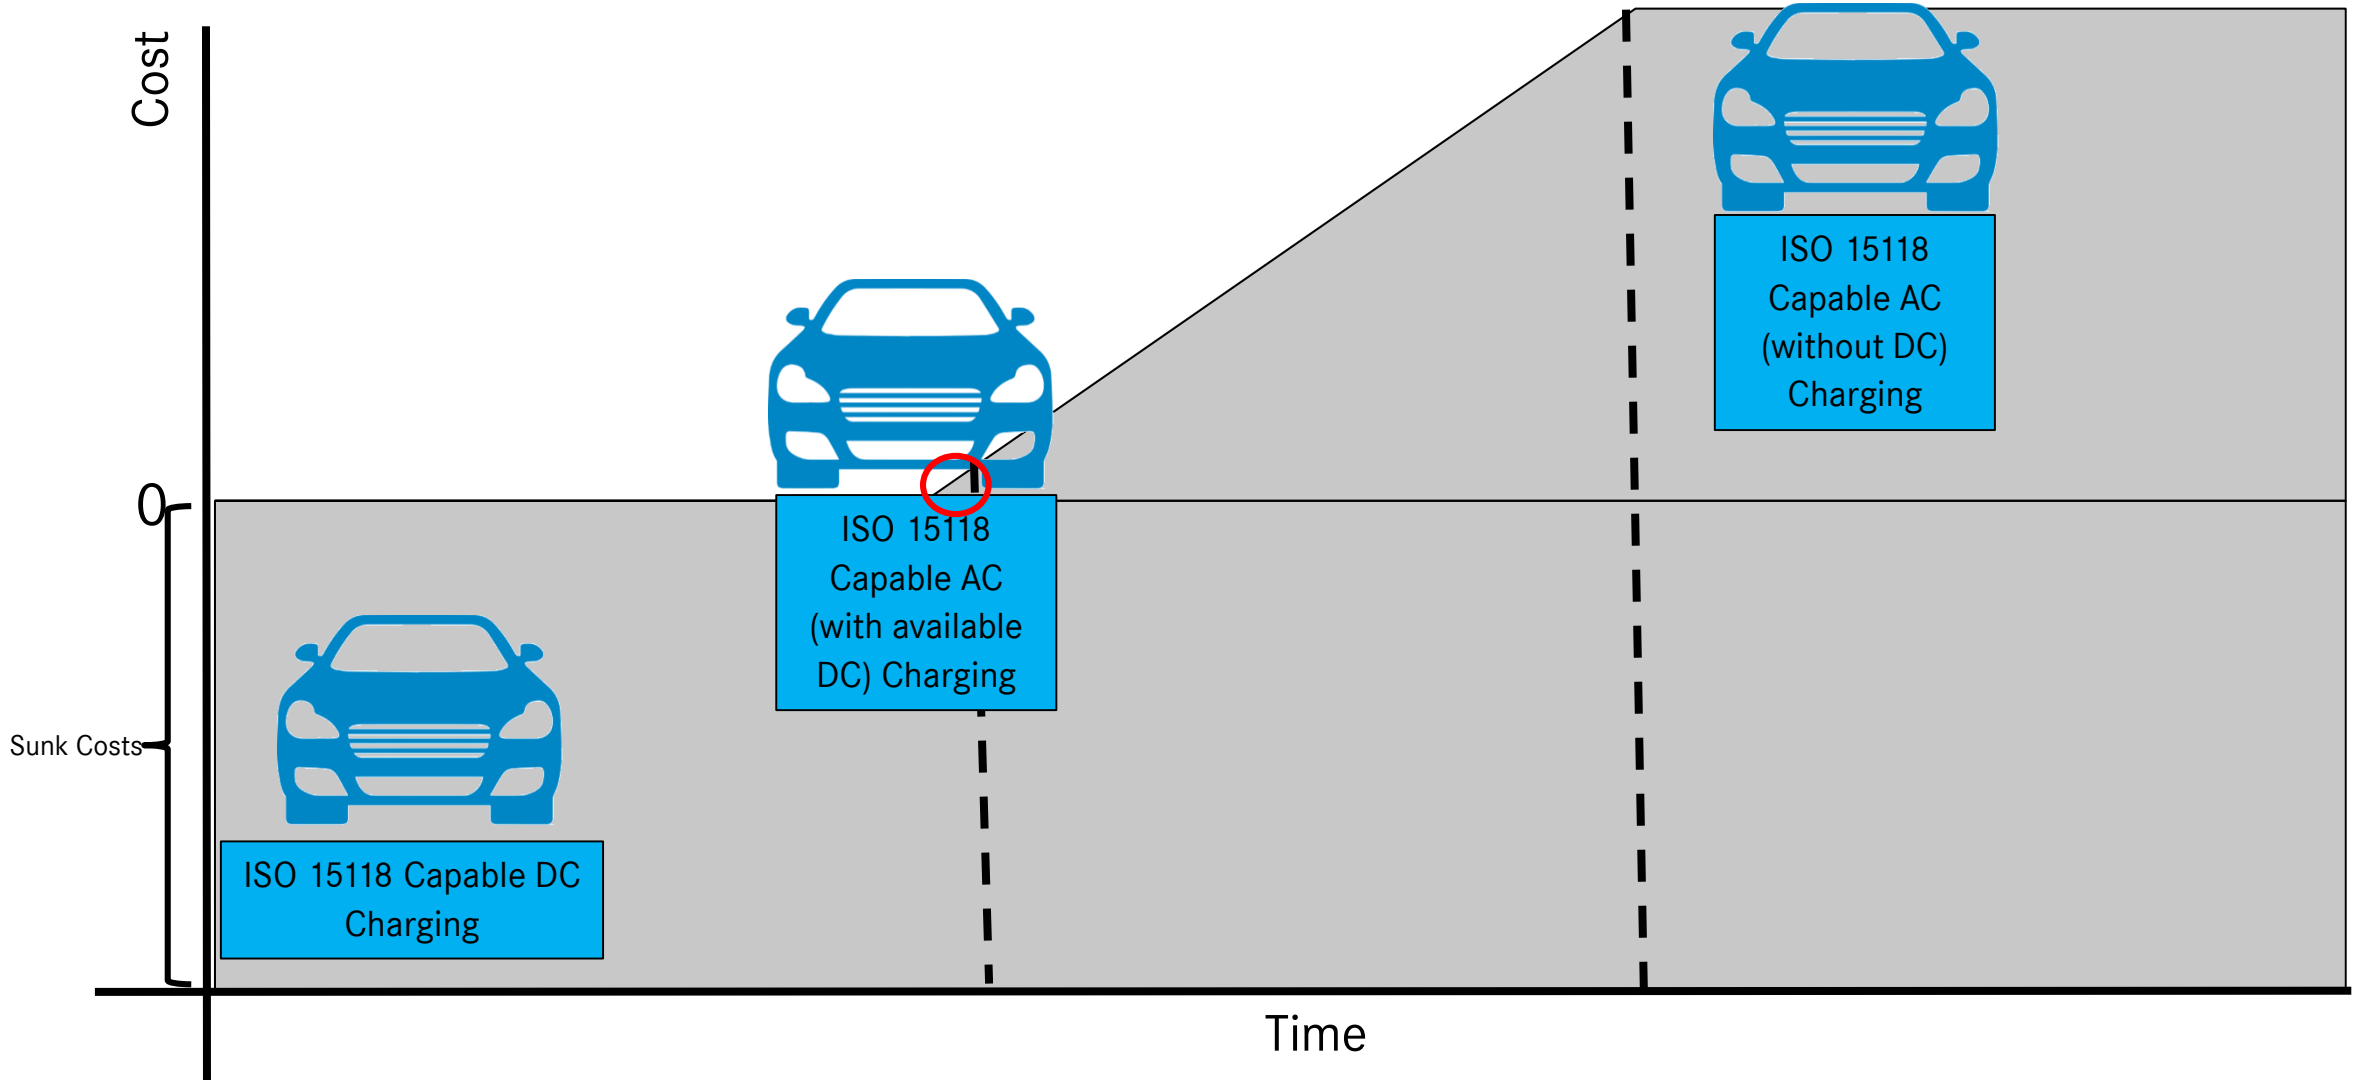 Cost
ISO 15118
Capable AC
(without DC)
Charging
0
ISO 15118
Capable AC
(with available
DC) Charging
Sunk Costs
ISO 15118 Capable DC
Charging
Time